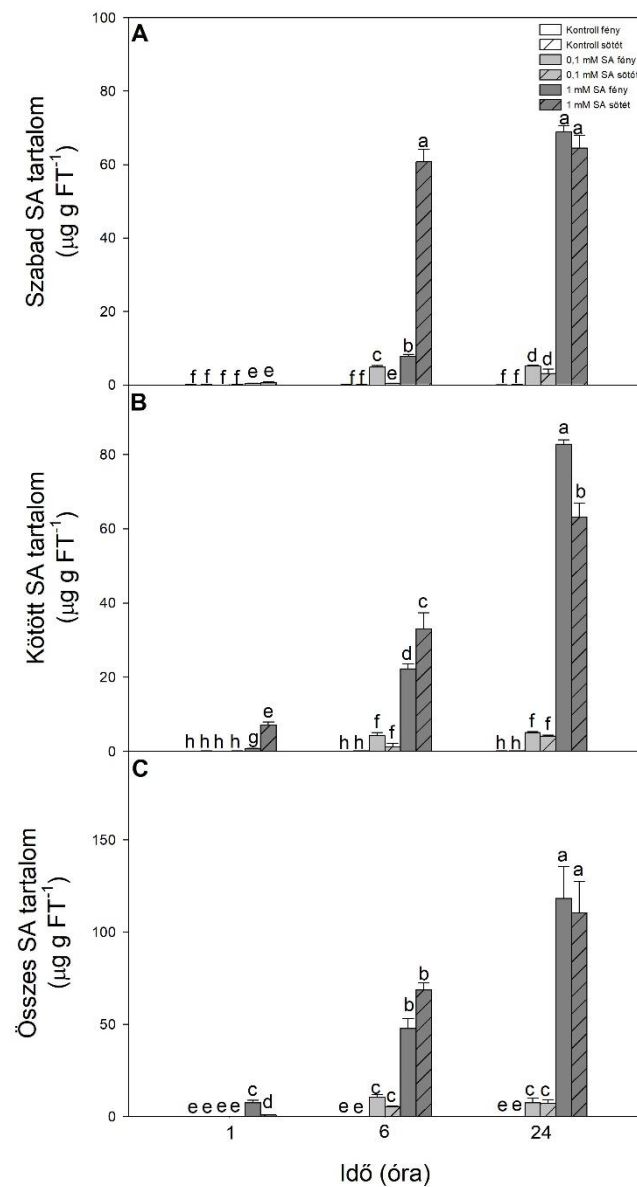 A
Kontroll fény
Kontroll sötét
0,1 mM SA fény
0,1 mM SA sötét
1 mM SA fény
1 mM SA sötét
Szabad SA tartalom
(µg g FT-1)
100
80
60
40
20
0
f f f f e e
f f c e b a
f f d d a a
B
Kötött SA tartalom
(µg g FT-1)
80
60
40
20
0
h h h h g e
h h f f d c
h h f f a b
C
Összes SA tartalom
(µg g FT-1)
150
100
50
0
e e e e c d
e e c c b b
e e c c a a
1 6 24
Idő (óra)